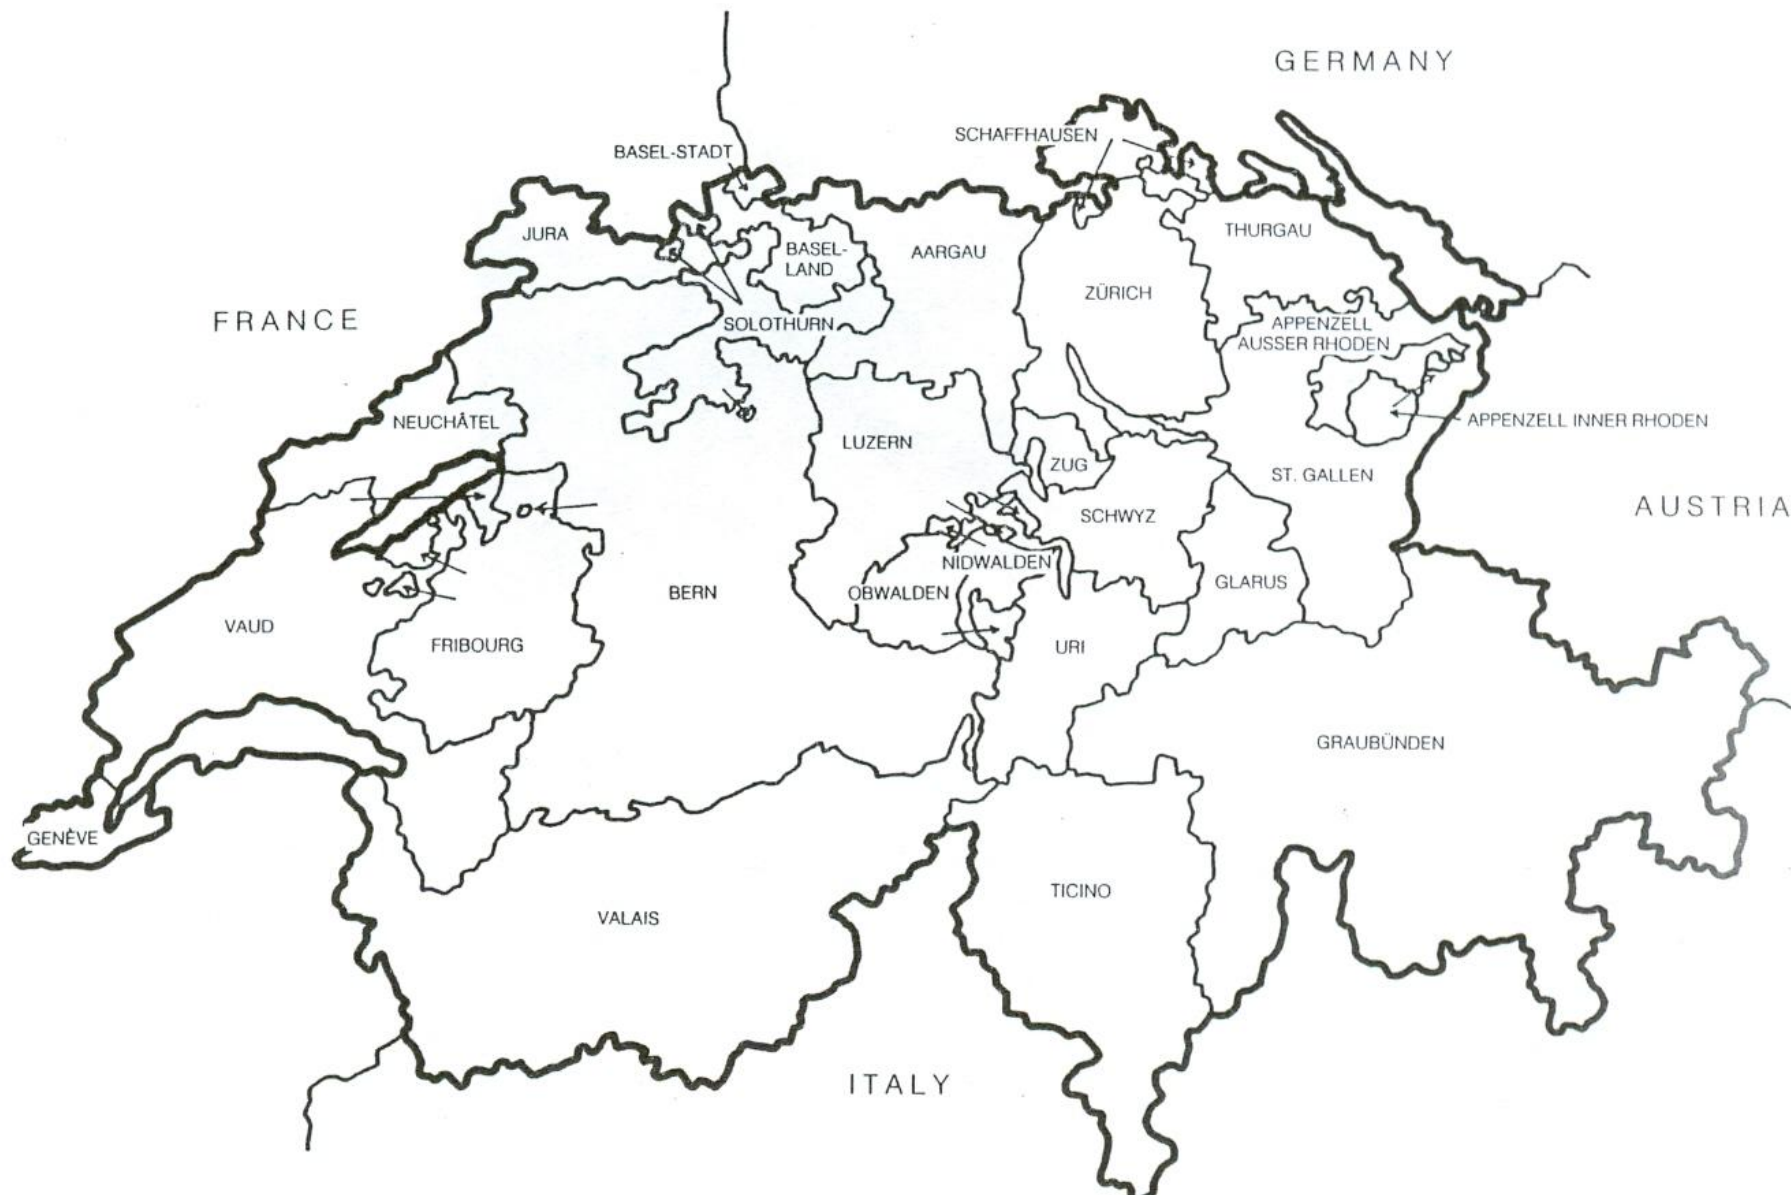 GERMANY
SCHAFFHAUSEN
BASEL-STADT
JURA
BASEL-
LAND
AARGAU
THURGAU
ZÜRICH
FRANCE
SOLOTHURN
APPENZELL
AUSSER RHODEN
NEUCHÂTEL
LUZERN
APPENZELL INNER RHODEN
ZUG
ST. GALLEN
SCHWYZ
AUSTRIA
NIDWALDEN
OBWALDEN
BERN
GLARUS
VAUD
FRIBOURG
URI
GRAUBÜNDEN
GENÈVE
TICINO
VALAIS
ITALY